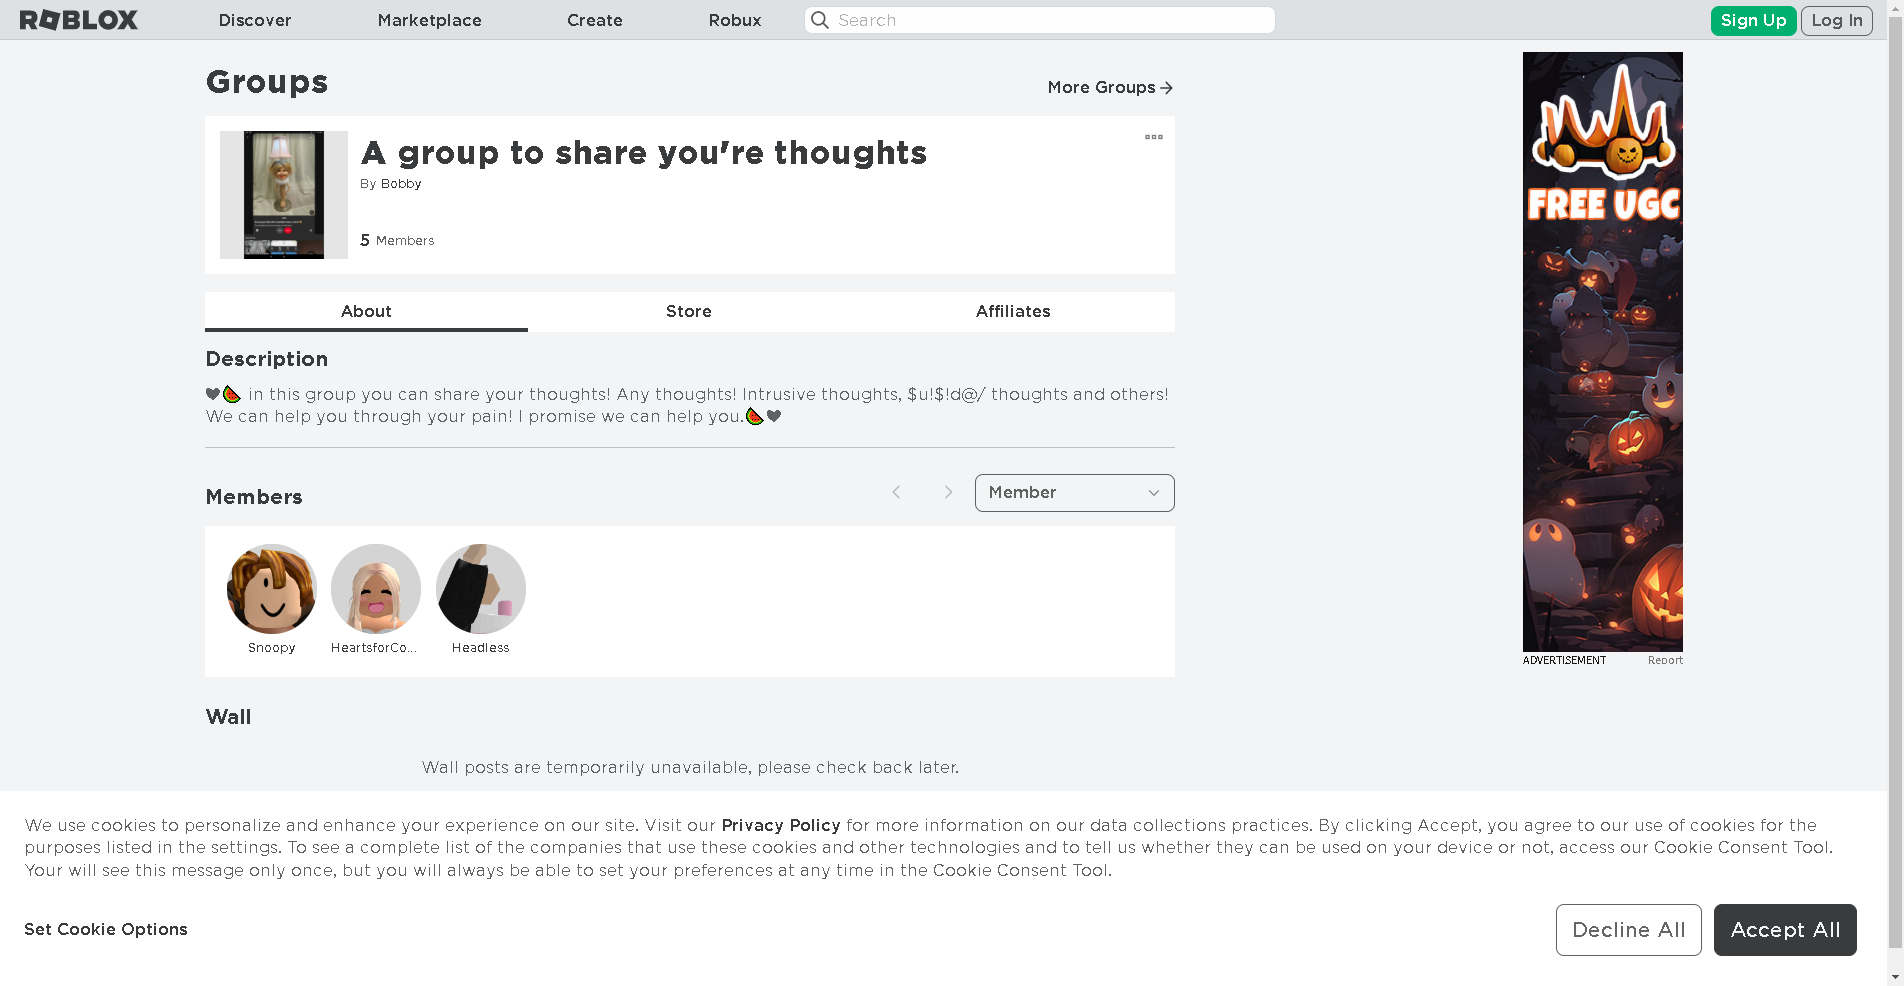 ROBLOX Discover Marketplace Create Robux Search Sign Up Log In
Groups
More Groups
A group to share you're thoughts
By Bobby
5 Members
About Store Affiliates
Description
🖤🍉 in this group you can share your thoughts! Any thoughts! Intrusive thoughts, $u!$!d@/ thoughts and others!
We can help you through your pain! I promise we can help you.🍉🖤
Members
Member
Snoopy HeartsforCo... Headless
Wall
Wall posts are temporarily unavailable, please check back later.
FREE UGC
ADVERTISEMENT Report
We use cookies to personalize and enhance your experience on our site. Visit our Privacy Policy for more information on our data collections practices. By clicking Accept, you agree to our use of cookies for the
purposes listed in the settings. To see a complete list of the companies that use these cookies and other technologies and to tell us whether they can be used on your device or not, access our Cookie Consent Tool.
Your will see this message only once, but you will always be able to set your preferences at any time in the Cookie Consent Tool.
Set Cookie Options
Decline All Accept All